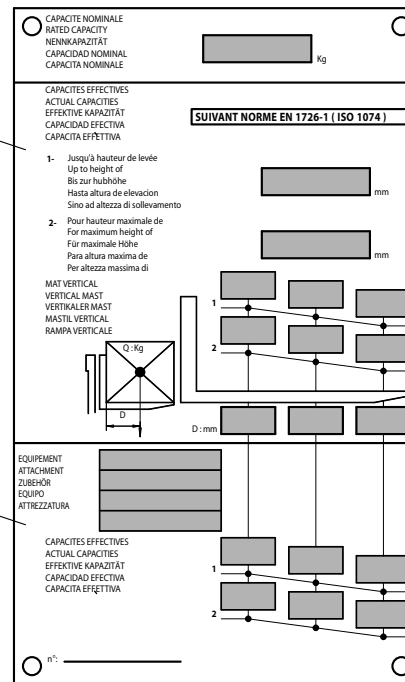 CAPACITE NOMINALE
RATED CAPACITY
NENNKAPAZITÄT
CAPACIDAD NOMINAL
CAPACITA NOMINALE
Kg
CAPACITES EFFECTIVES
ACTUAL CAPACITIES
EFFEKTIVE KAPAZITÄT
CAPACIDAD EFECTIVA
CAPACITA EFFETTIVA
SUIVANT NORME EN 1726-1 ( ISO 1074 )
1- Jusqu'à hauteur de levée
Up to height of
Bis zur hubhöhe
Hasta altura de elevacion
Sino ad altezza di sollevamento
mm
2- Pour hauteur maximale de
For maximum height of
Für maximale Höhe
Para altura maxima de
Per altezza massima di
mm
MAT VERTICAL
VERTICAL MAST
VERTIKALER MAST
MASTIL VERTICAL
RAMPA VERTICALE
1
2
Q : Kg
D
D : mm
EQUIPEMENT
ATTACHMENT
ZUBEHÖR
EQUIPO
ATTREZZATURA
CAPACITES EFFECTIVES
ACTUAL CAPACITIES
EFFEKTIVE KAPAZITÄT
CAPACIDAD EFECTIVA
CAPACITA EFFETTIVA
1
2
n°: